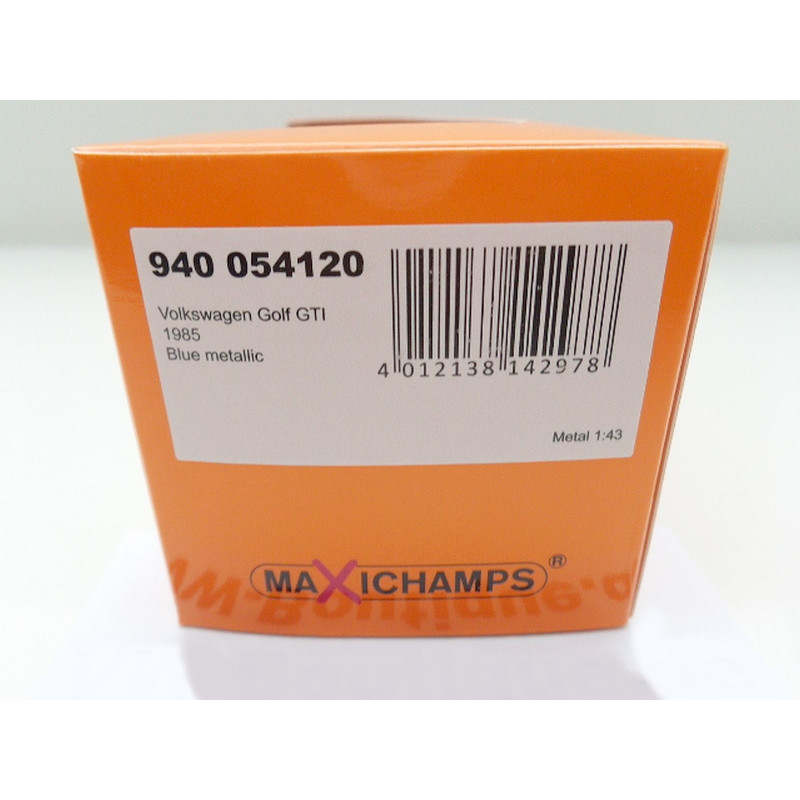 940 054120
Volkswagen Golf GTI
1985
Blue metallic
4 012138 142978
Metal 1:43
MAXICHAMPS®